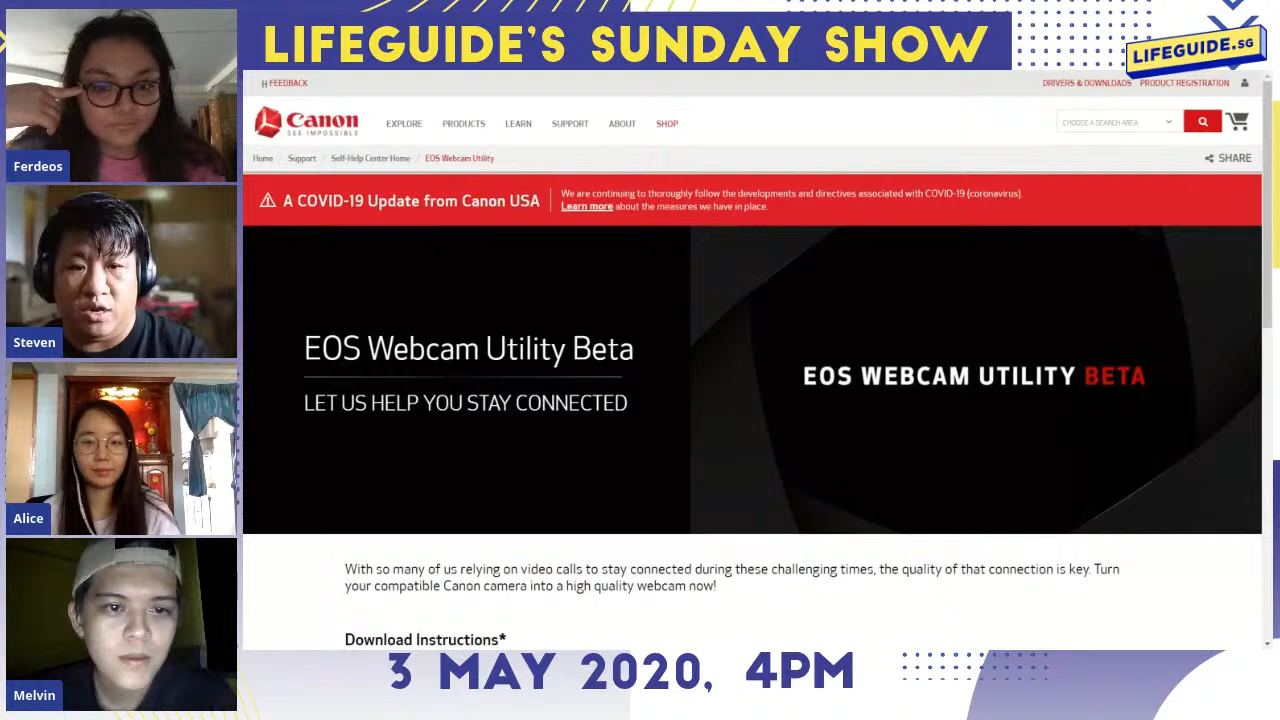 LIFEGUIDE'S SUNDAY SHOW
LIFEGUIDE.SG
Ferdeos
Steven
Alice
Melvin
FEEDBACK
DRIVERS & DOWNLOADS PRODUCT REGISTRATION
Canon
SEE IMPOSSIBLE
EXPLORE PRODUCTS LEARN SUPPORT ABOUT SHOP
CHOOSE A SEARCH AREA
Home / Support / Self-Help Center Home / EOS Webcam Utility
SHARE
A COVID-19 Update from Canon USA
We are continuing to thoroughly follow the developments and directives associated with COVID-19 (coronavirus).
Learn more about the measures we have in place.
EOS Webcam Utility Beta
LET US HELP YOU STAY CONNECTED
EOS WEBCAM UTILITY BETA
With so many of us relying on video calls to stay connected during these challenging times, the quality of that connection is key. Turn
your compatible Canon camera into a high quality webcam now!
Download Instructions*
3 MAY 2020, 4PM